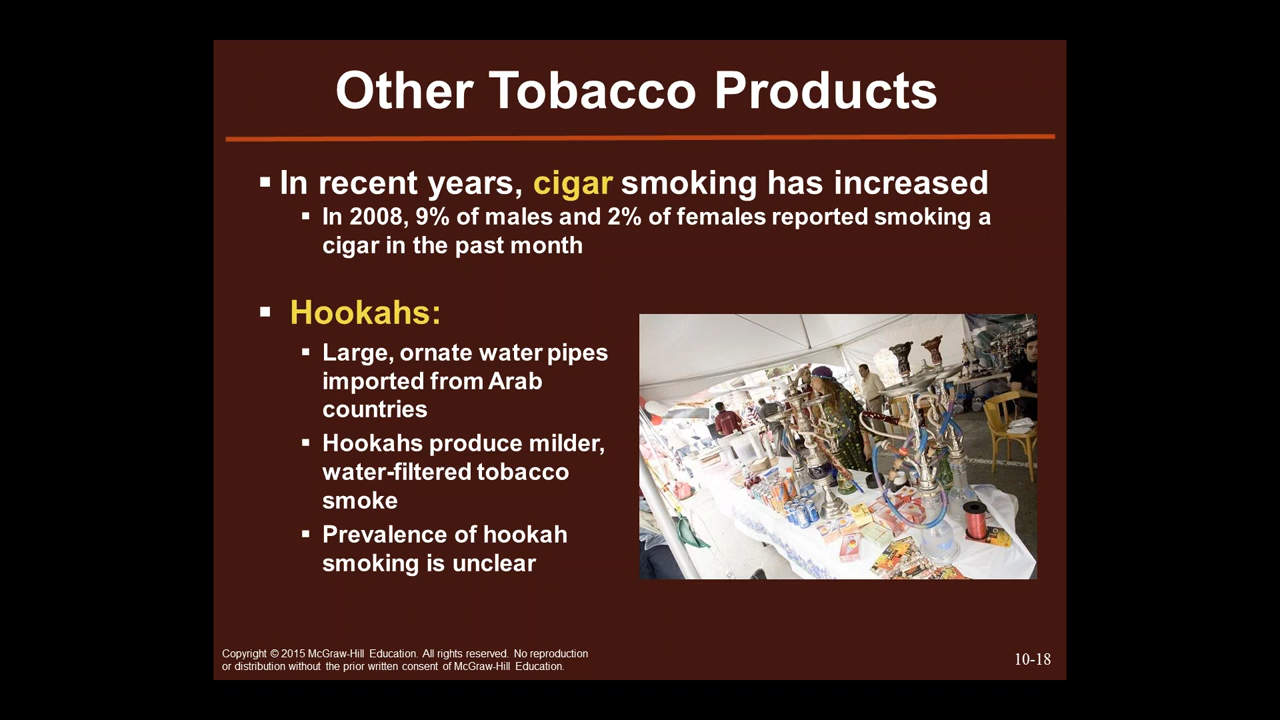 Other Tobacco Products
▪ In recent years, cigar smoking has increased
▪ In 2008, 9% of males and 2% of females reported smoking a
cigar in the past month
▪ Hookahs:
▪ Large, ornate water pipes
imported from Arab
countries
▪ Hookahs produce milder,
water-filtered tobacco
smoke
▪ Prevalence of hookah
smoking is unclear
Copyright © 2015 McGraw-Hill Education. All rights reserved. No reproduction
or distribution without the prior written consent of McGraw-Hill Education.
10-18